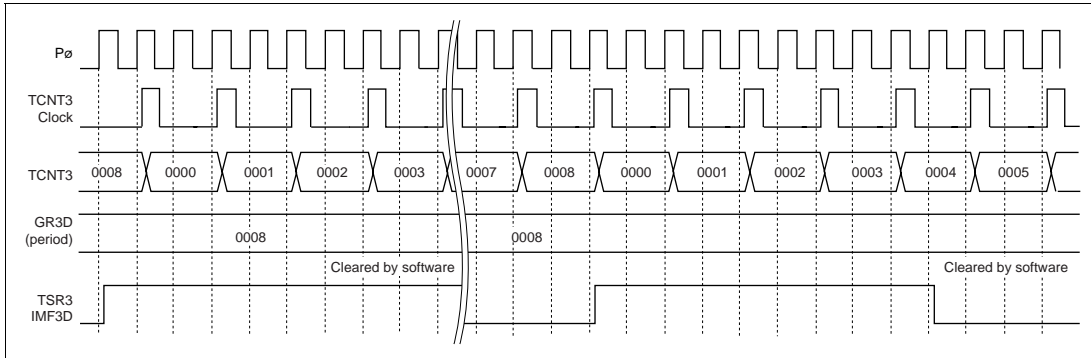 Pø
TCNT3
Clock
TCNT3
0008 0000 0001 0002 0003 0007 0008 0000 0001 0002 0003 0004 0005
GR3D
(period)
0008 0008
Cleared by software Cleared by software
TSR3
IMF3D